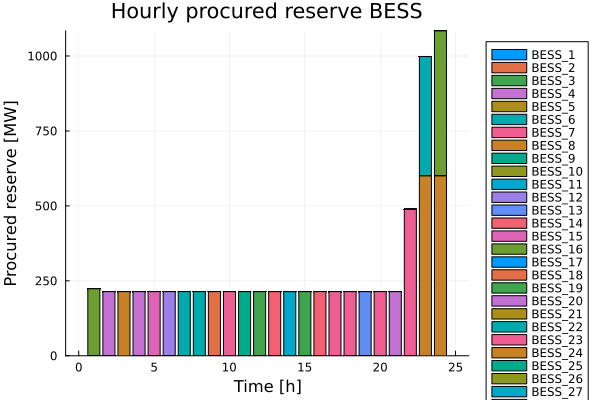 Hourly procured reserve BESS
Procured reserve [MW]
1000
750
500
250
0
0 5 10 15 20 25
Time [h]
BESS_1
BESS_2
BESS_3
BESS_4
BESS_5
BESS_6
BESS_7
BESS_8
BESS_9
BESS_10
BESS_11
BESS_12
BESS_13
BESS_14
BESS_15
BESS_16
BESS_17
BESS_18
BESS_19
BESS_20
BESS_21
BESS_22
BESS_23
BESS_24
BESS_25
BESS_26
BESS_27